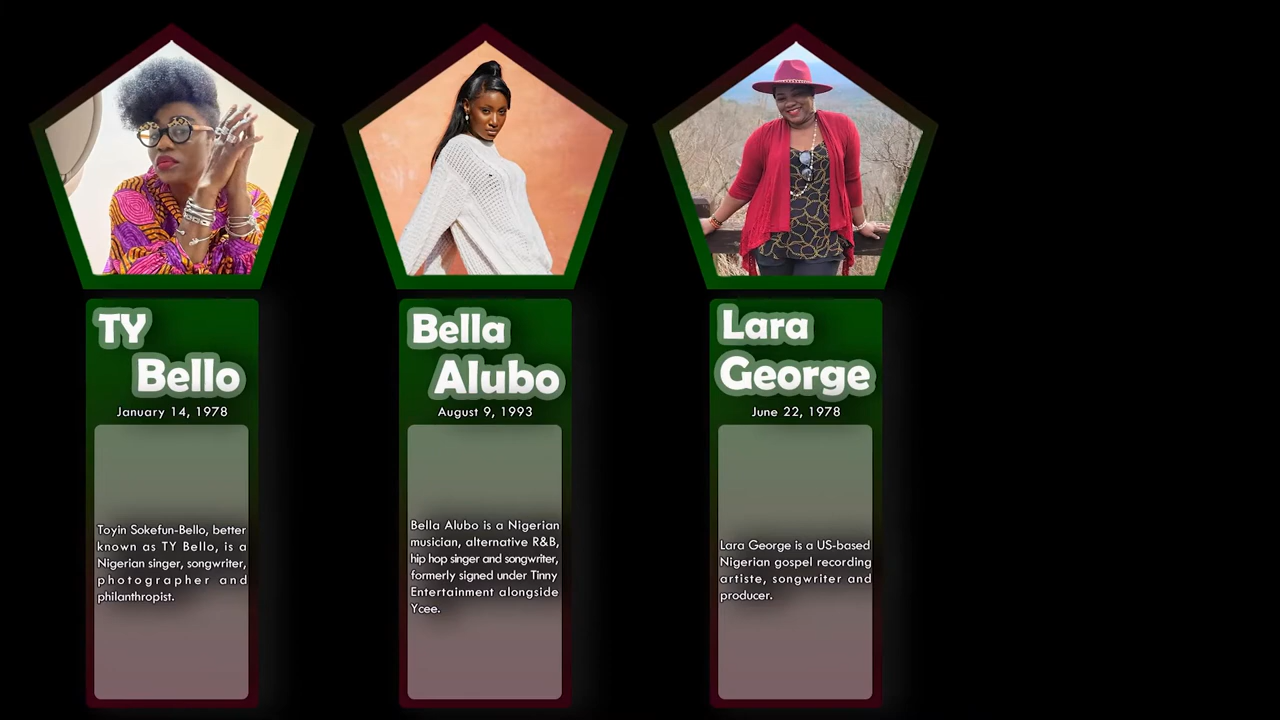 TY
Bello
January 14, 1978
Toyin Sokefun-Bello, better
known as TY Bello, is a
Nigerian singer, songwriter,
photographer and
philanthropist.
Bella
Alubo
August 9, 1993
Bella Alubo is a Nigerian
musician, alternative R&B,
hip hop singer and songwriter,
formerly signed under Tinny
Entertainment alongside
Ycee.
Lara
George
June 22, 1978
Lara George is a US-based
Nigerian gospel recording
artiste, songwriter and
producer.